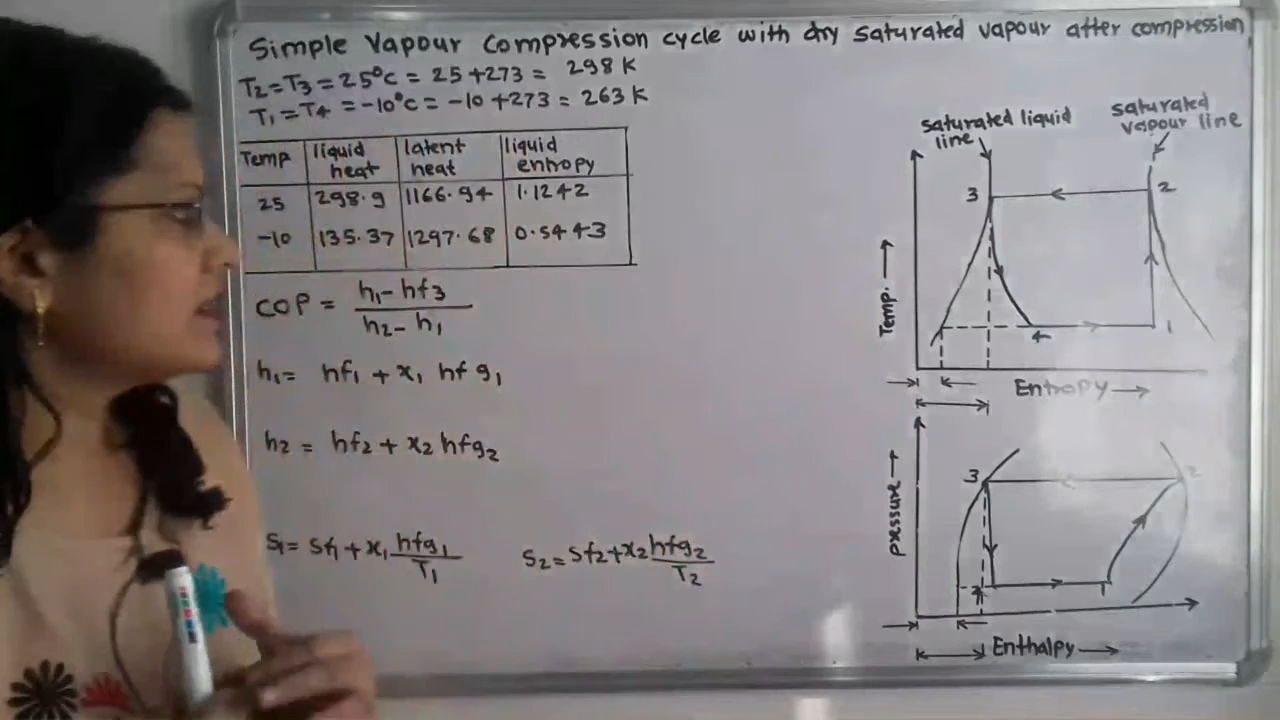 Simple Vapour Compression cycle with dry saturated vapour after compression
T2=T3 = 25°C = 25+273 = 298 K
T1 = T4 = -10°C = -10+273 = 263K
Temp liquid heat latent heat liquid entropy
25 298.9 1166.94 1.1242
-10 135.37 1297.68 0.5443
COP = h1-hf3 / h2-h1
h1 = hf1 + x1 hfg1
h2 = hf2 + x2 hfg2
S1 = Sf1 + x1 hfg1 / T1
S2 = Sf2 + x2 hfg2 / T2
saturated liquid line
saturated vapour line
3
2
Temp.
4
1
Entropy
3
2
Pressure
4
1
Enthalpy